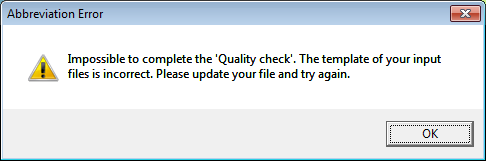 Abbreviation Error
Impossible to complete the 'Quality check'. The template of your input
files is incorrect. Please update your file and try again.
OK